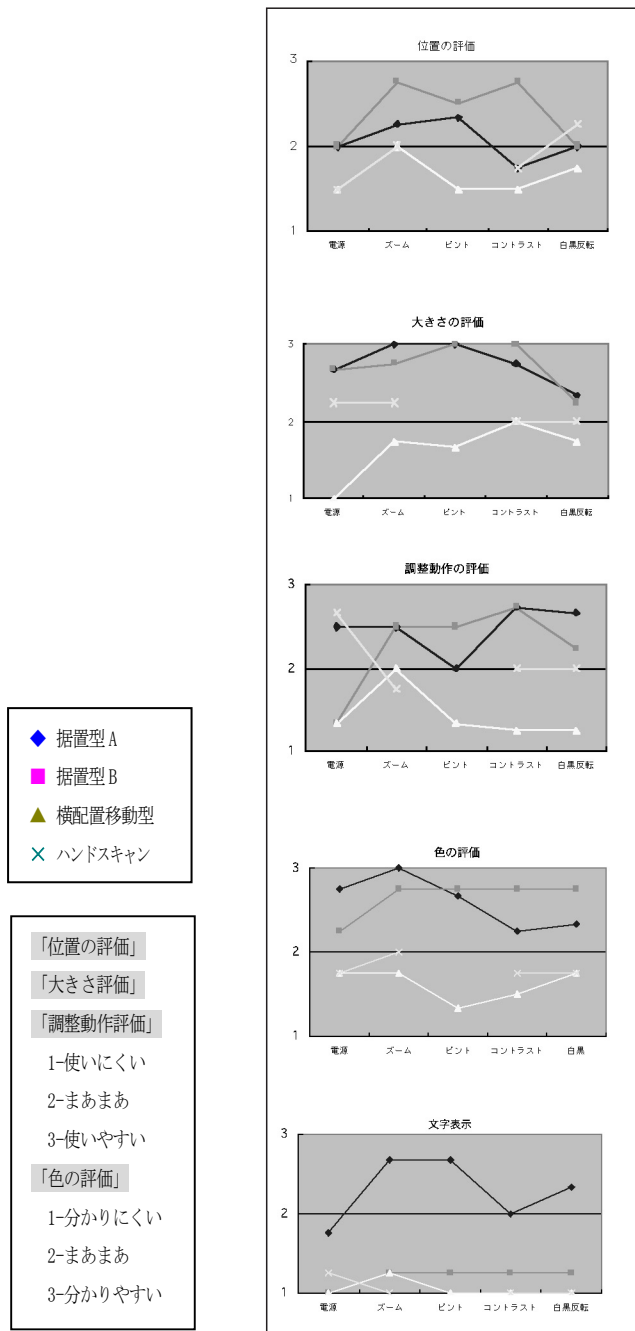 位置の評価
3
2
1
電源 ズーム ピント コントラスト 白黒反転
大きさの評価
3
2
1
電源 ズーム ピント コントラスト 白黒反転
調整動作の評価
3
2
1
電源 ズーム ピント コントラスト 白黒反転
色の評価
3
2
1
電源 ズーム ピント コントラスト 白黒
文字表示
3
2
1
電源 ズーム ピント コントラスト 白黒反転
据置型 A
据置型 B
横配置移動型
ハンドスキャン
「位置の評価」
「大きさ評価」
「調整動作評価」
1-使いにくい
2-まあまあ
3-使いやすい
「色の評価」
1-分かりにくい
2-まあまあ
3-分かりやすい